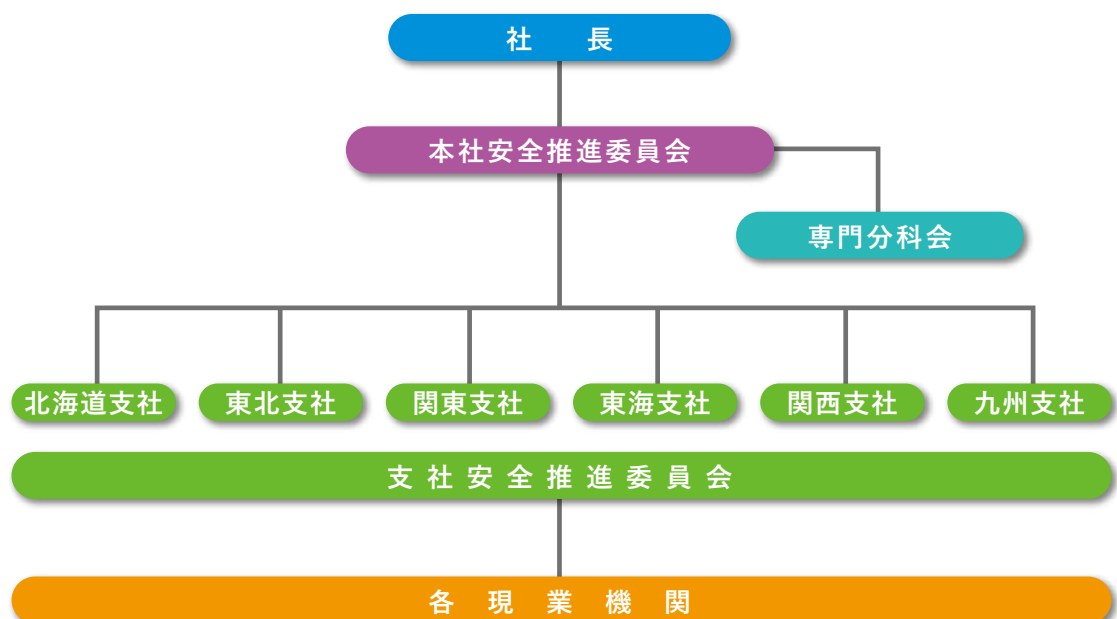 社長
本社安全推進委員会
専門分科会
北海道支社
東北支社
関東支社
東海支社
関西支社
九州支社
支社安全推進委員会
各現業機関